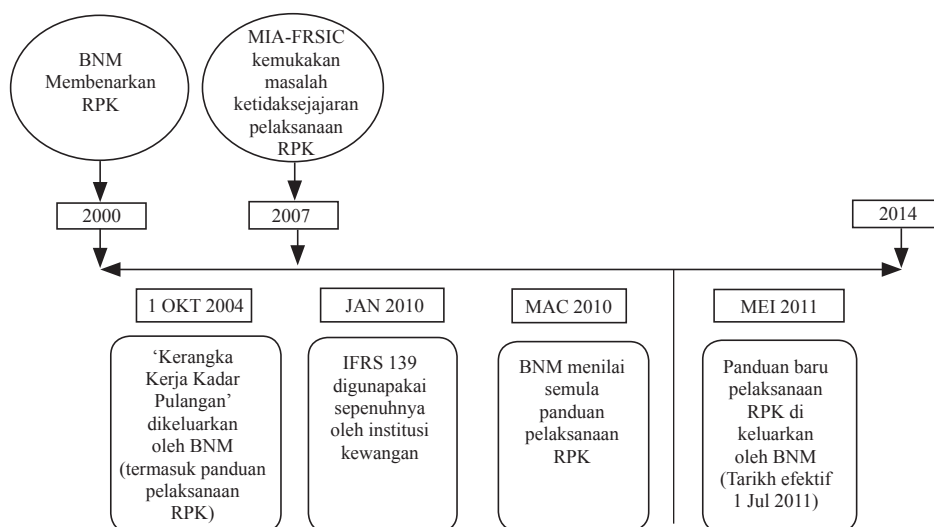 BNM
Membenarkan
RPK
MIA-FRSIC
kemukakan
masalah
ketidaksejajaran
pelaksanaan
RPK
2000
2007
2014
1 OKT 2004
JAN 2010
MAC 2010
MEI 2011
‘Kerangka
Kerja Kadar
Pulangan’
dikeluarkan
oleh BNM
(termasuk panduan
pelaksanaan
RPK)
IFRS 139
digunapakai
sepenuhnya
oleh institusi
kewangan
BNM menilai
semula
panduan
pelaksanaan
RPK
Panduan baru
pelaksanaan
RPK di
keluarkan
oleh BNM
(Tarikh efektif
1 Jul 2011)